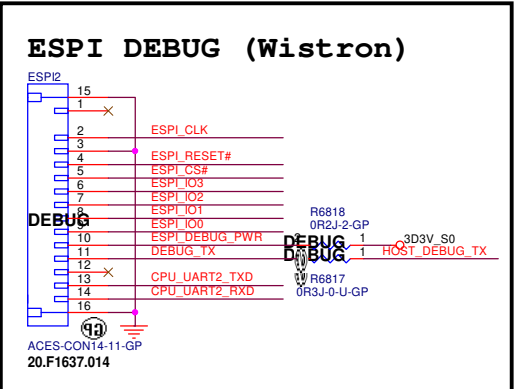 ESPI DEBUG (Wistron)
ESPI2
15
1
2 ESPI_CLK
3
4 ESPI_RESET#
5 ESPI_CS#
6 ESPI_IO3
7 ESPI_IO2
8 ESPI_IO1
9 ESPI_IO0
10 ESPI_DEBUG_PWR
11 DEBUG_TX
12
13 CPU_UART2_TXD
14 CPU_UART2_RXD
16
DEBUG
R6818
0R2J-2-GP
2 DEBUG 1 3D3V_S0
DEBUG 1 HOST_DEBUG_TX
R6817
0R3J-0-U-GP
GP
ACES-CON14-11-GP
20.F1637.014